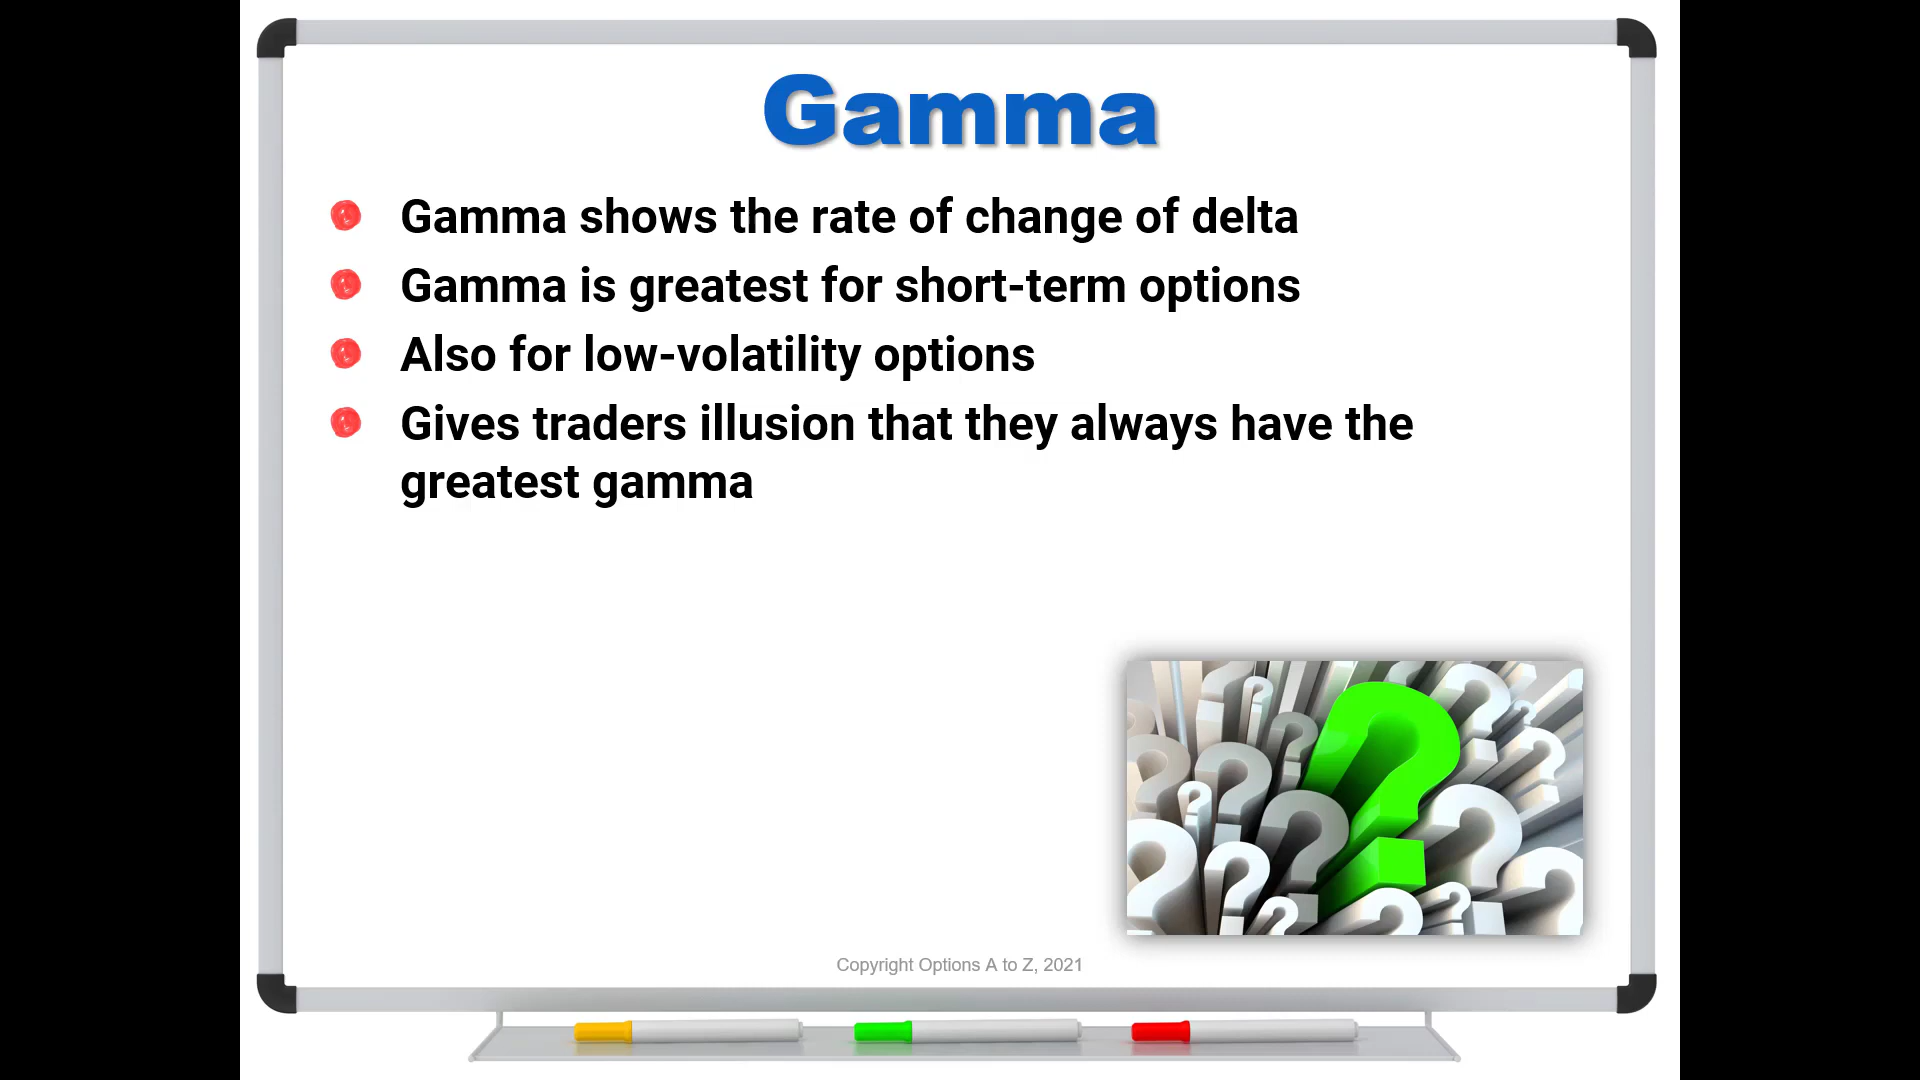 Gamma
Gamma shows the rate of change of delta
Gamma is greatest for short-term options
Also for low-volatility options
Gives traders illusion that they always have the
greatest gamma
Copyright Options A to Z, 2021